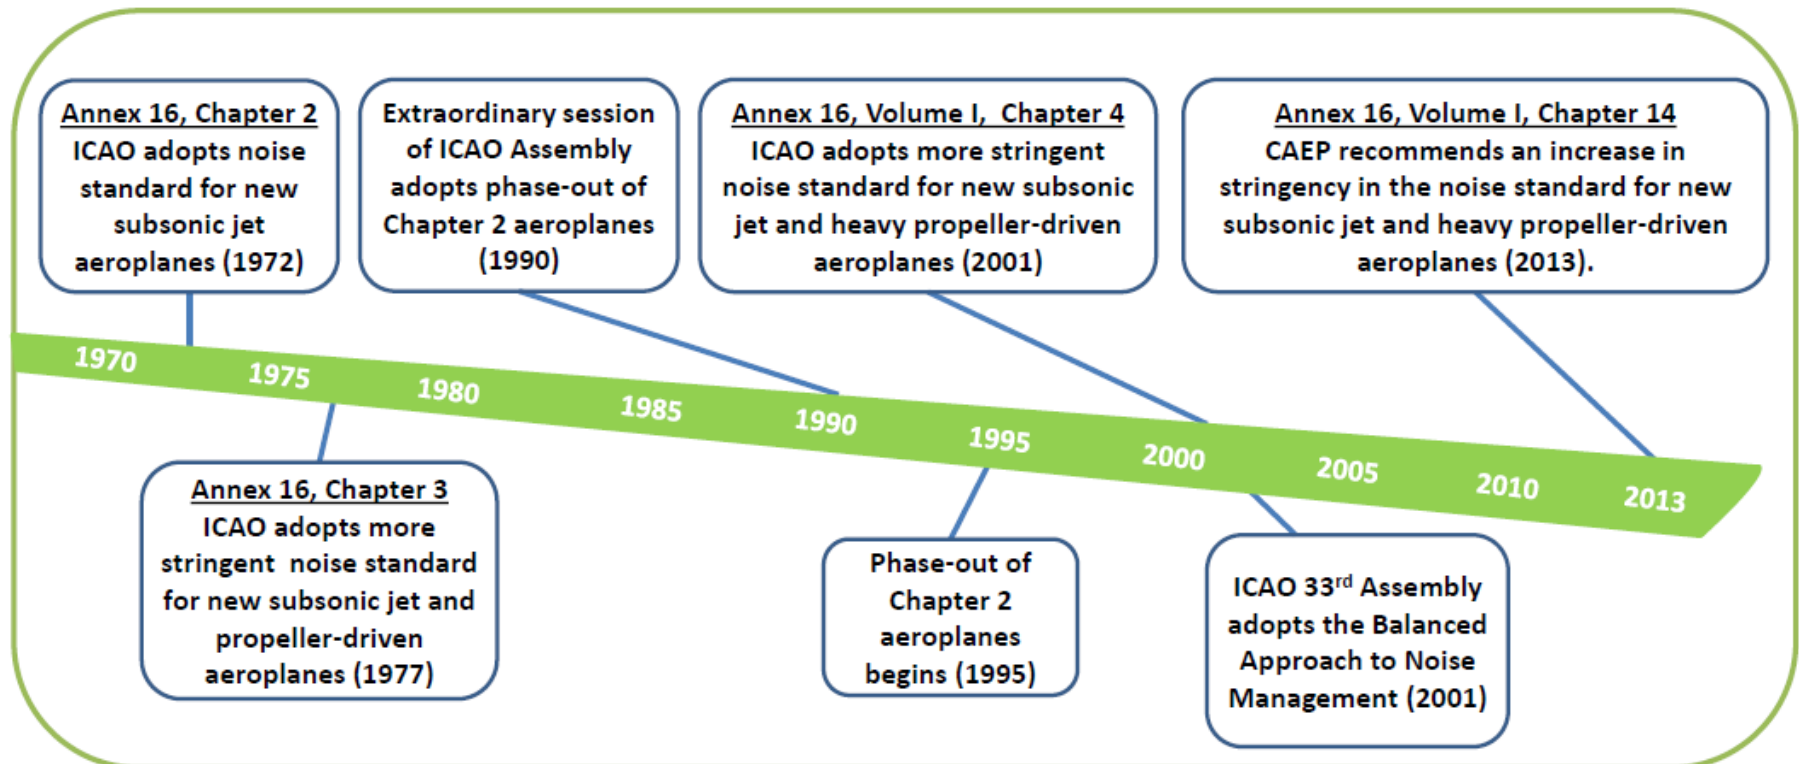 Annex 16, Chapter 2
ICAO adopts noise
standard for new
subsonic jet
aeroplanes (1972)
Extraordinary session
of ICAO Assembly
adopts phase-out of
Chapter 2 aeroplanes
(1990)
Annex 16, Volume I, Chapter 4
ICAO adopts more stringent
noise standard for new subsonic
jet and heavy propeller-driven
aeroplanes (2001)
Annex 16, Volume I, Chapter 14
CAEP recommends an increase in
stringency in the noise standard for new
subsonic jet and heavy propeller-driven
aeroplanes (2013).
1970
1975
1980
1985
1990
1995
2000
2005
2010
2013
Annex 16, Chapter 3
ICAO adopts more
stringent noise standard
for new subsonic jet and
propeller-driven
aeroplanes (1977)
Phase-out of
Chapter 2
aeroplanes
begins (1995)
ICAO 33rd Assembly
adopts the Balanced
Approach to Noise
Management (2001)